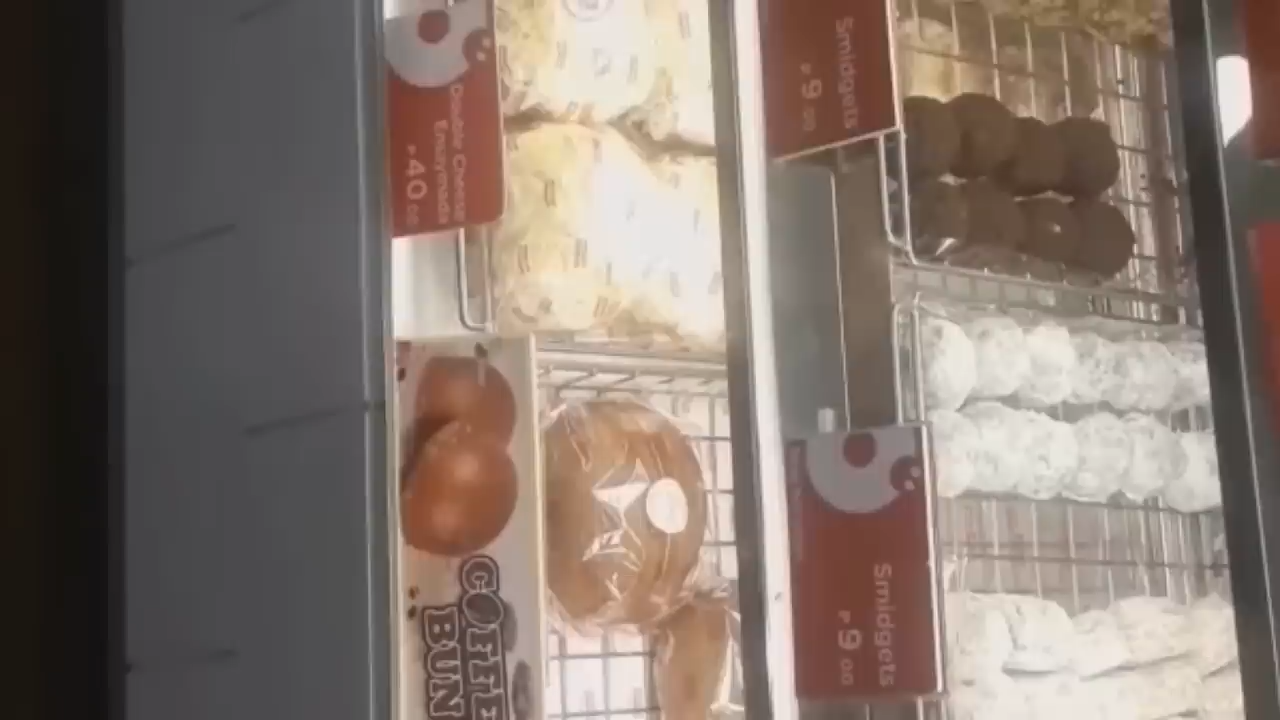 Double Cheese
Ensaymada
₱40.00
Smidgets
₱9.00
COFFEE
BUN
Smidgets
₱9.00